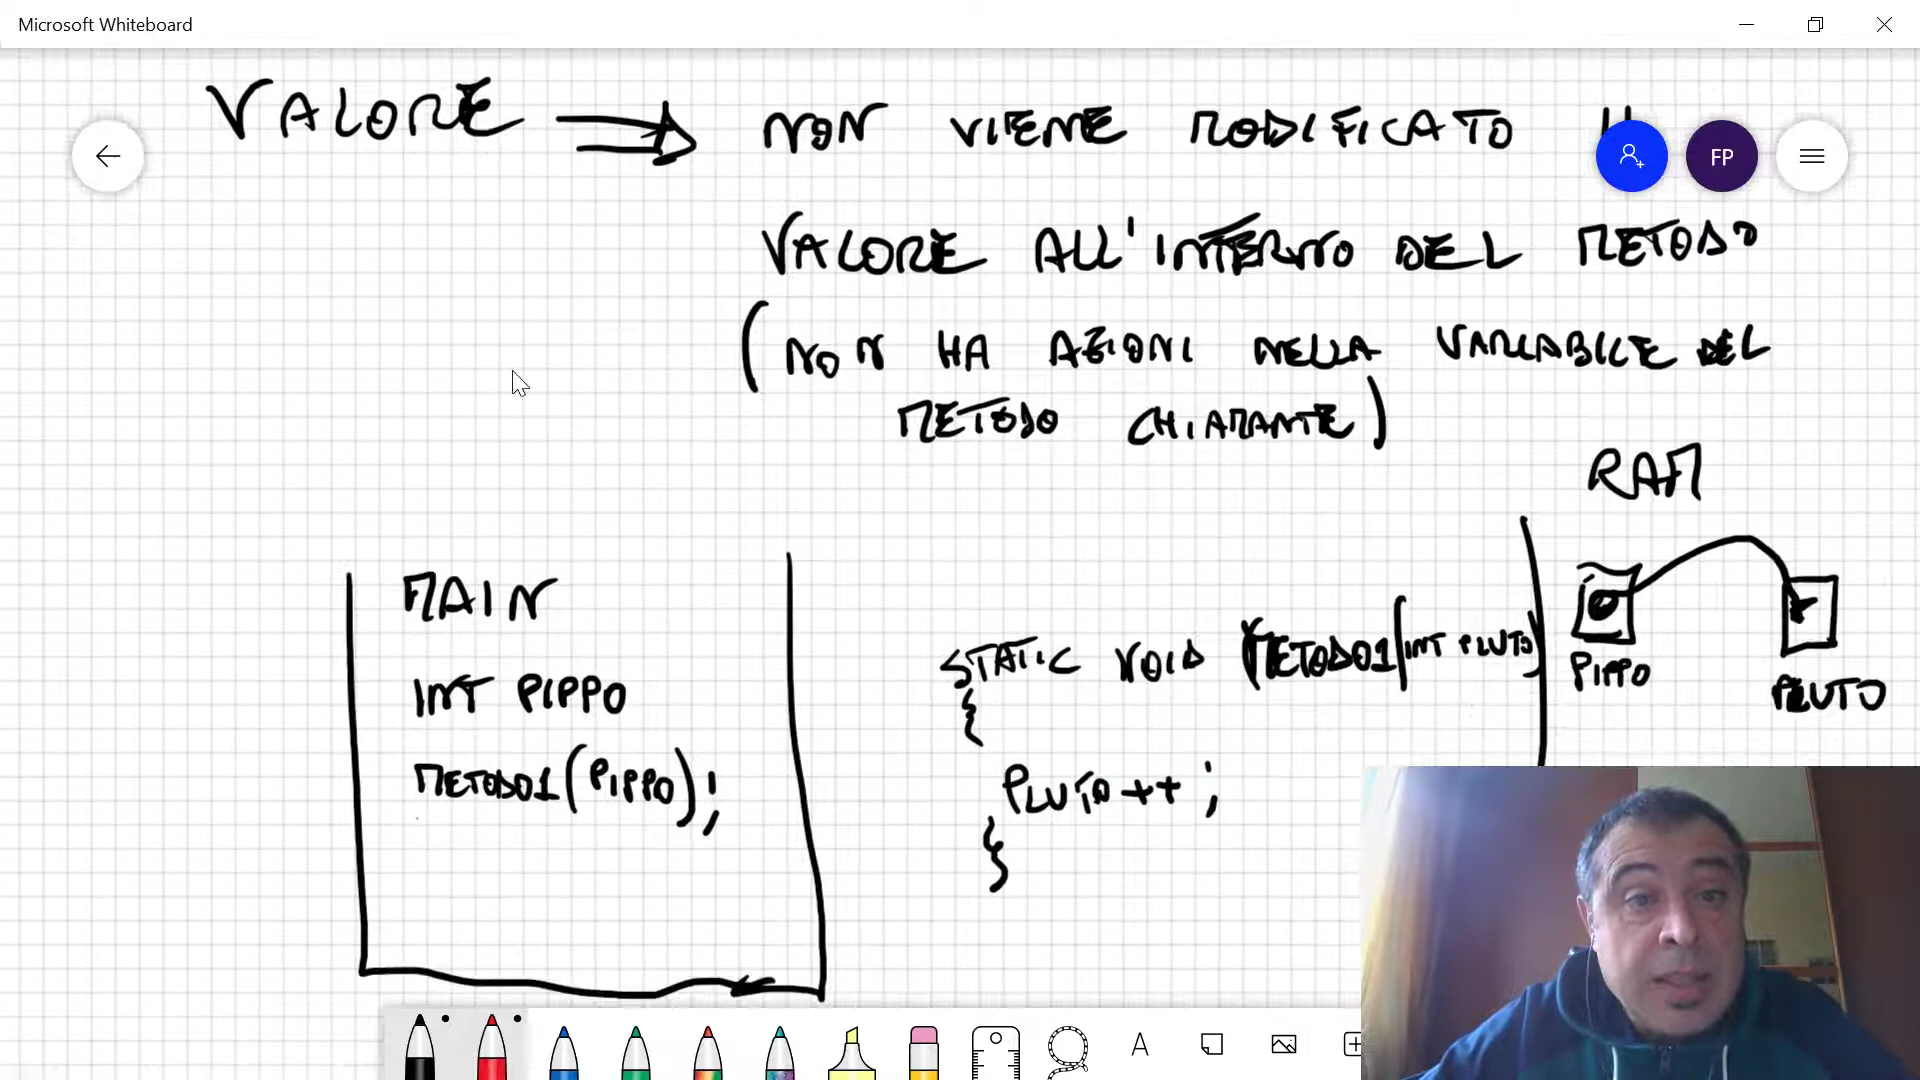 Microsoft Whiteboard
VALORE ⇒ NON VIENE MODIFICATO IL
FP
VALORE ALL'INTERNO DEL METODO
(NON HA AZIONI NELLA VARIABILE DEL
METODO CHIAMANTE)
RAM
MAIN
INT PIPPO
METODO1(PIPPO);
STATIC VOID METODO1(INT PLUTO)
{
PLUTO++;
}
PIPPO
PLUTO
A